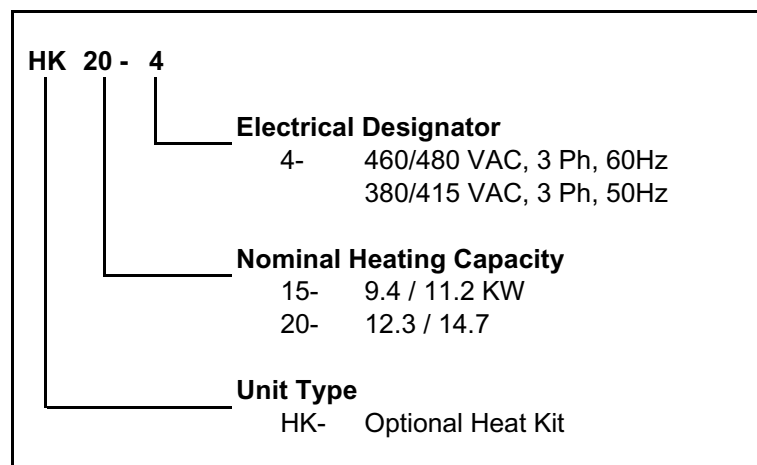 HK 20 - 4
Electrical Designator
4- 460/480 VAC, 3 Ph, 60Hz
380/415 VAC, 3 Ph, 50Hz
Nominal Heating Capacity
15- 9.4 / 11.2 KW
20- 12.3 / 14.7
Unit Type
HK- Optional Heat Kit